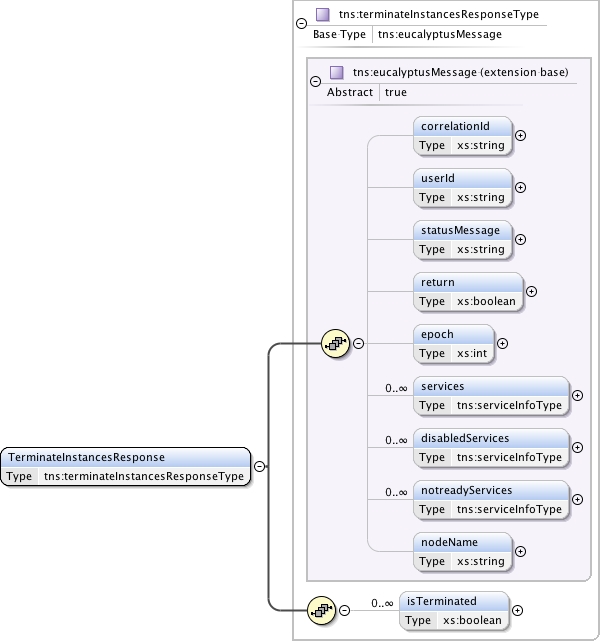 tns:terminateInstancesResponseType
Base Type tns:eucalyptusMessage
tns:eucalyptusMessage (extension base)
Abstract true
correlationId
Type xs:string
userId
Type xs:string
statusMessage
Type xs:string
return
Type xs:boolean
epoch
Type xs:int
0..∞ services
Type tns:serviceInfoType
0..∞ disabledServices
Type tns:serviceInfoType
0..∞ notreadyServices
Type tns:serviceInfoType
nodeName
Type xs:string
TerminateInstancesResponse
Type tns:terminateInstancesResponseType
0..∞ isTerminated
Type xs:boolean